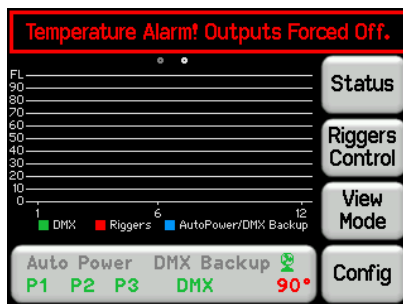 Temperature Alarm! Outputs Forced Off.
FL
90
80
70
60
50
40
30
20
10
0
1 6 12
DMX Riggers AutoPower/DMX Backup
Status
Riggers
Control
View
Mode
Config
Auto Power DMX Backup
P1 P2 P3 DMX 90°